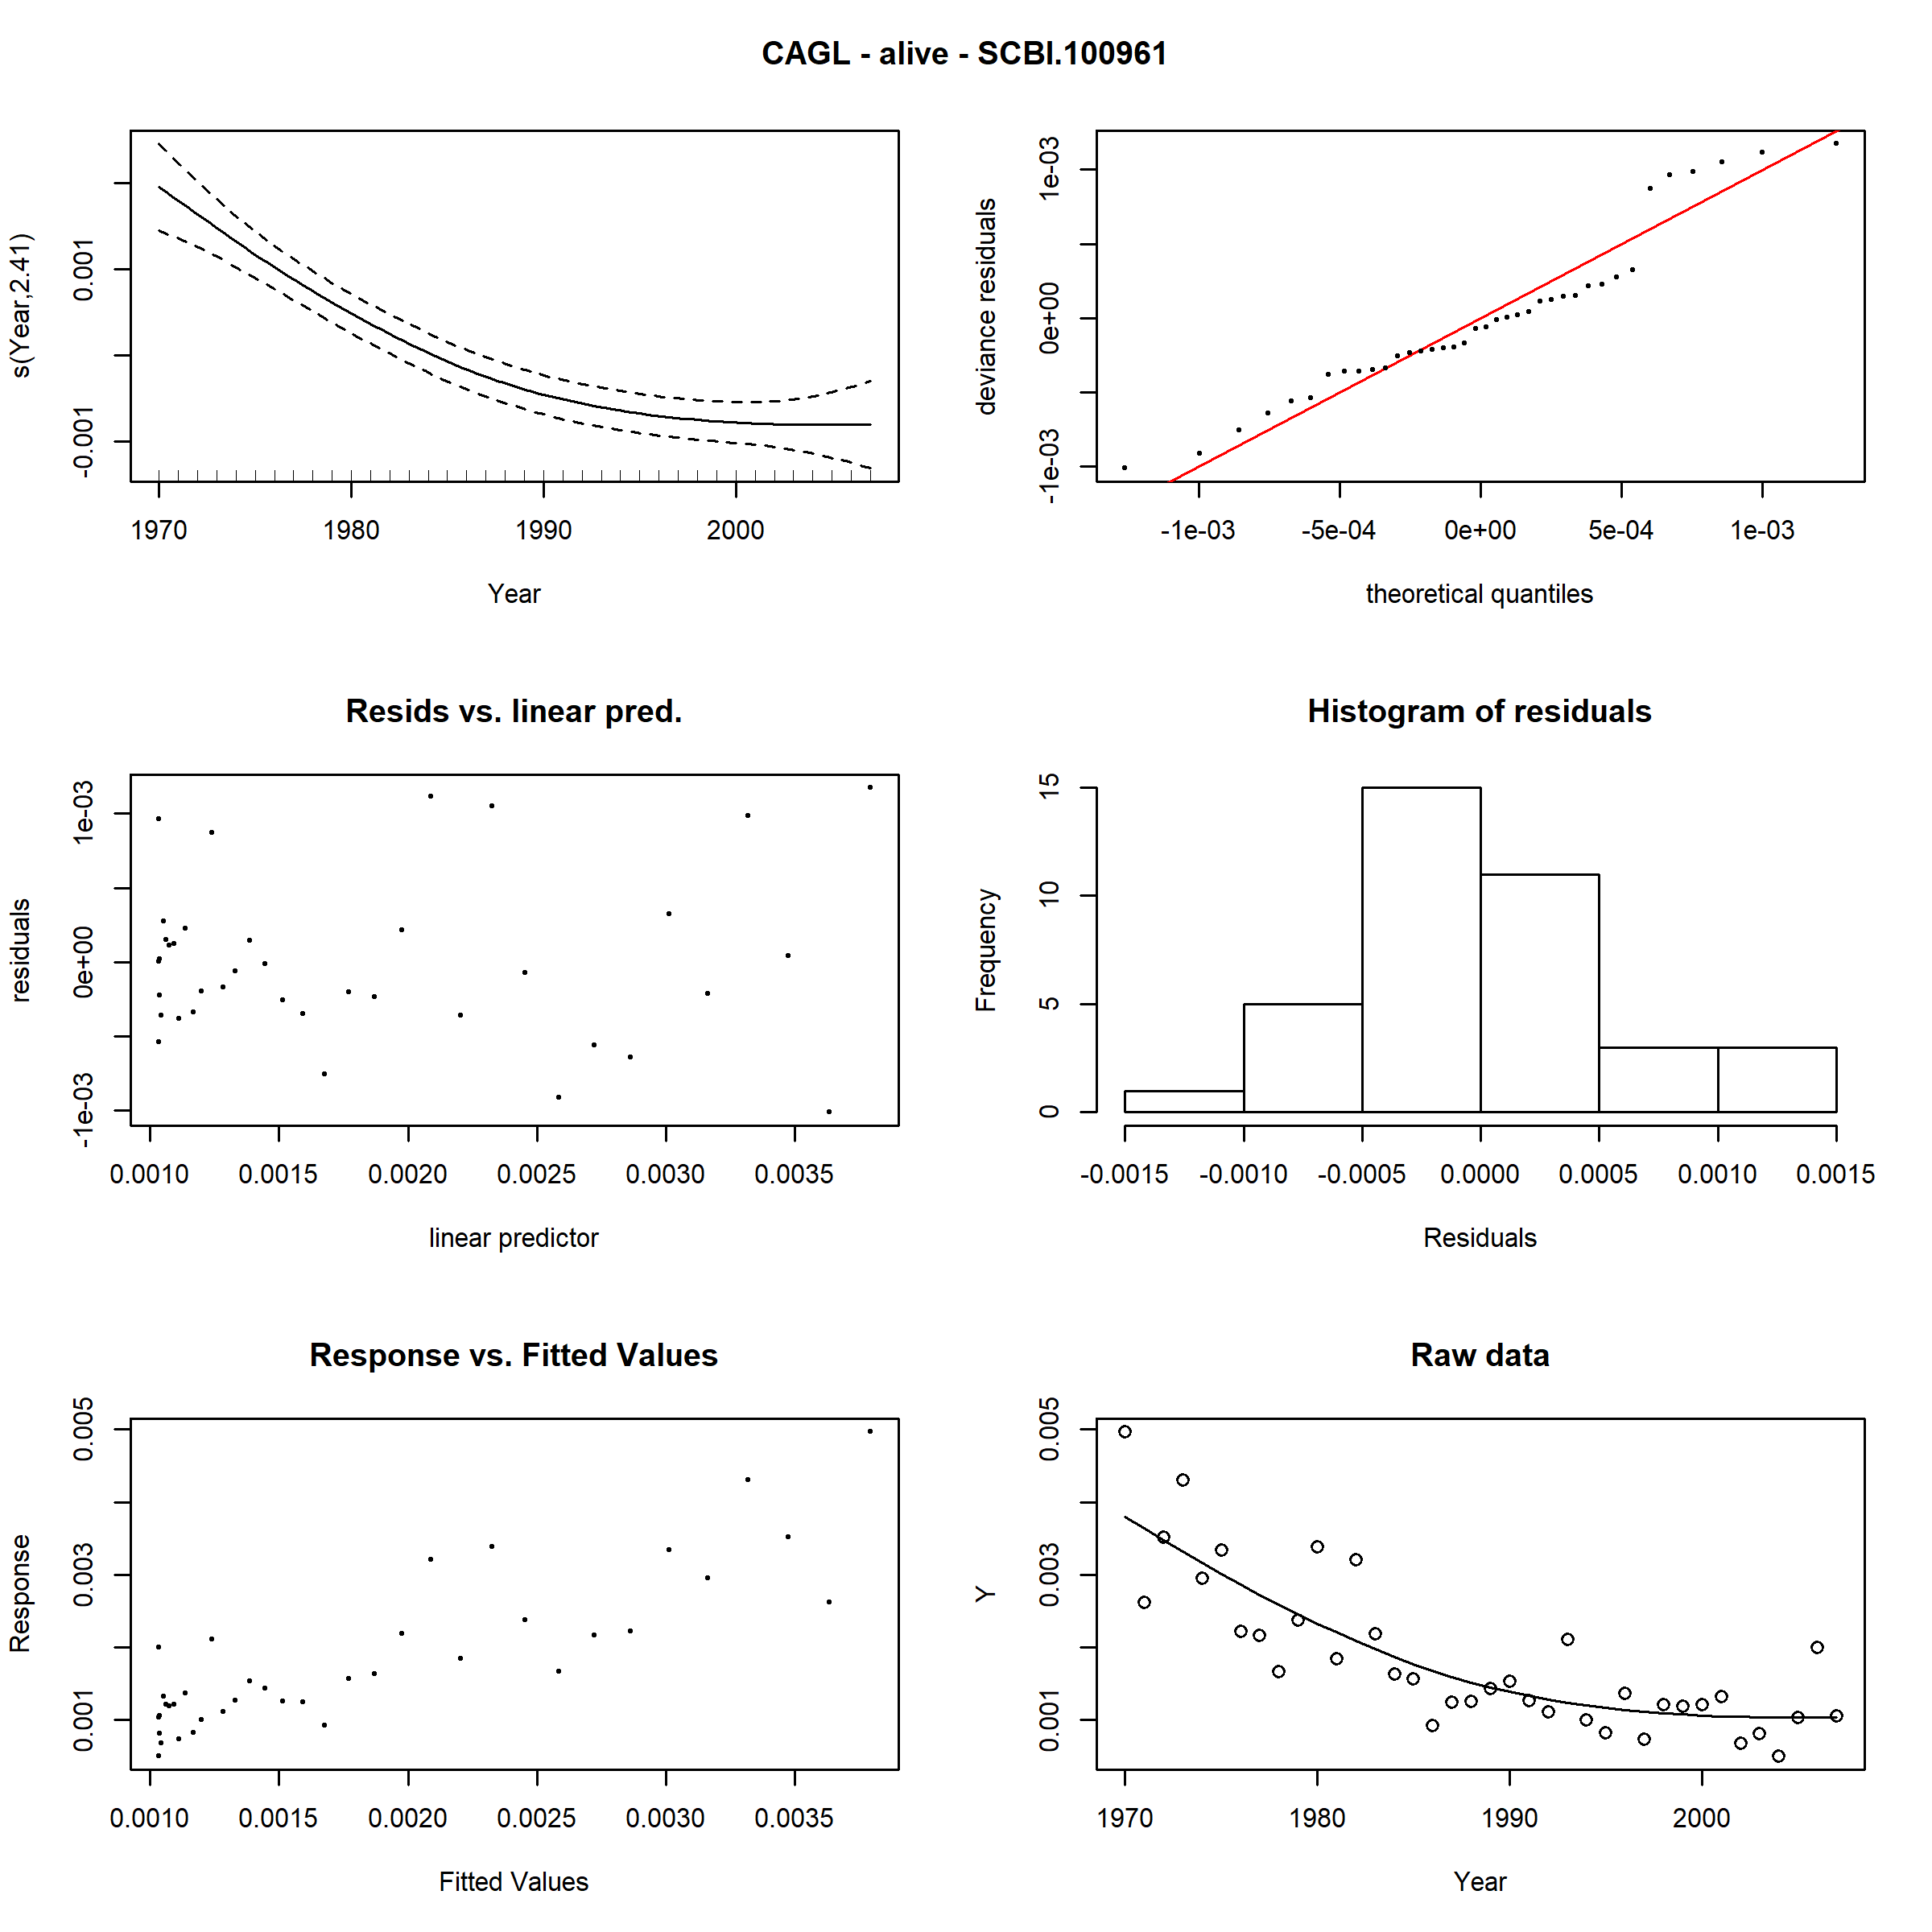 CAGL - alive - SCBI.100961
s(Year,2.41)
-0.001 0.001
1970 1980 1990 2000
Year
deviance residuals
-1e-03 0e+00 1e-03
-1e-03 -5e-04 0e+00 5e-04 1e-03
theoretical quantiles
Resids vs. linear pred.
residuals
-1e-03 0e+00 1e-03
0.0010 0.0015 0.0020 0.0025 0.0030 0.0035
linear predictor
Histogram of residuals
Frequency
0 5 10 15
-0.0015 -0.0010 -0.0005 0.0000 0.0005 0.0010 0.0015
Residuals
Response vs. Fitted Values
Response
0.001 0.003 0.005
0.0010 0.0015 0.0020 0.0025 0.0030 0.0035
Fitted Values
Raw data
Y
0.001 0.003 0.005
1970 1980 1990 2000
Year